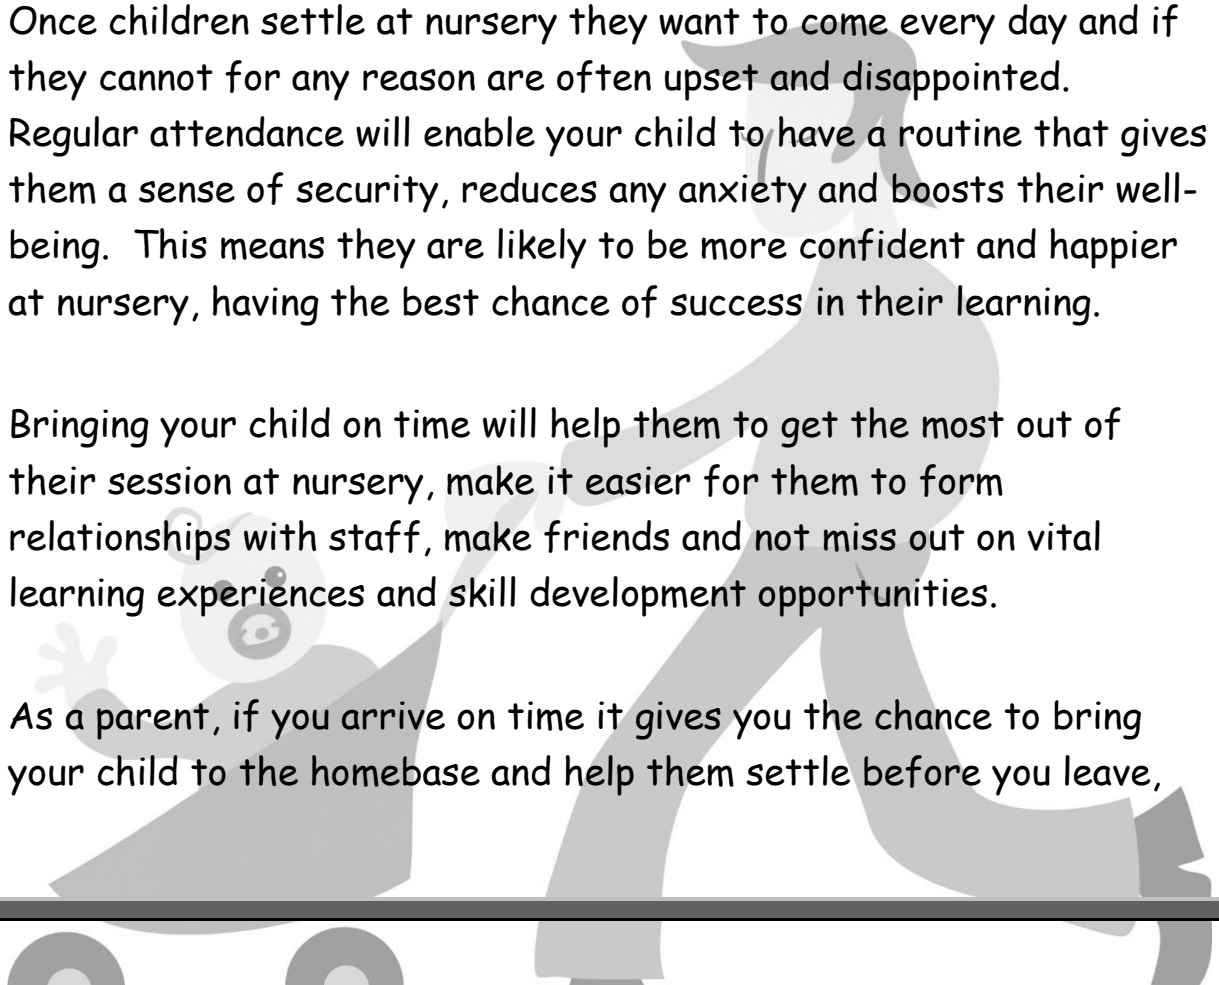 Once children settle at nursery they want to come every day and if
they cannot for any reason are often upset and disappointed.
Regular attendance will enable your child to have a routine that gives
them a sense of security, reduces any anxiety and boosts their well-
being.  This means they are likely to be more confident and happier
at nursery, having the best chance of success in their learning.
Bringing your child on time will help them to get the most out of
their session at nursery, make it easier for them to form
relationships with staff, make friends and not miss out on vital
learning experiences and skill development opportunities.
As a parent, if you arrive on time it gives you the chance to bring
your child to the homebase and help them settle before you leave,